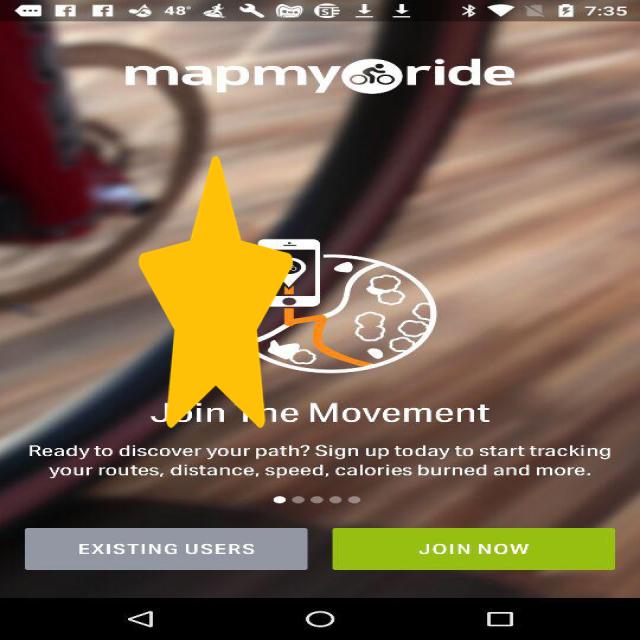 48°
7:35
mapmyride
Join The Movement
Ready to discover your path? Sign up today to start tracking
your routes, distance, speed, calories burned and more.
EXISTING USERS
JOIN NOW